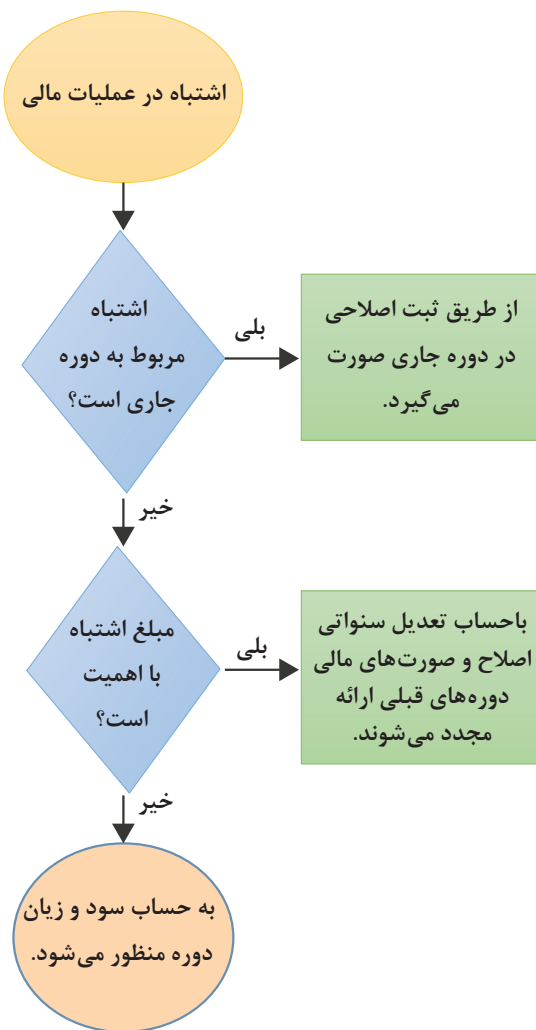 اشتباه در عملیات مالی
اشتباه
مربوط به دوره
جاری است؟
بلی
از طریق ثبت اصلاحی
در دوره جاری صورت
می‌گیرد.
خیر
مبلغ اشتباه
با اهمیت
است؟
بلی
باحساب تعدیل سنواتی
اصلاح و صورت‌های مالی
دوره‌های قبلی ارائه
مجدد می‌شوند.
خیر
به حساب سود و زیان
دوره منظور می‌شود.